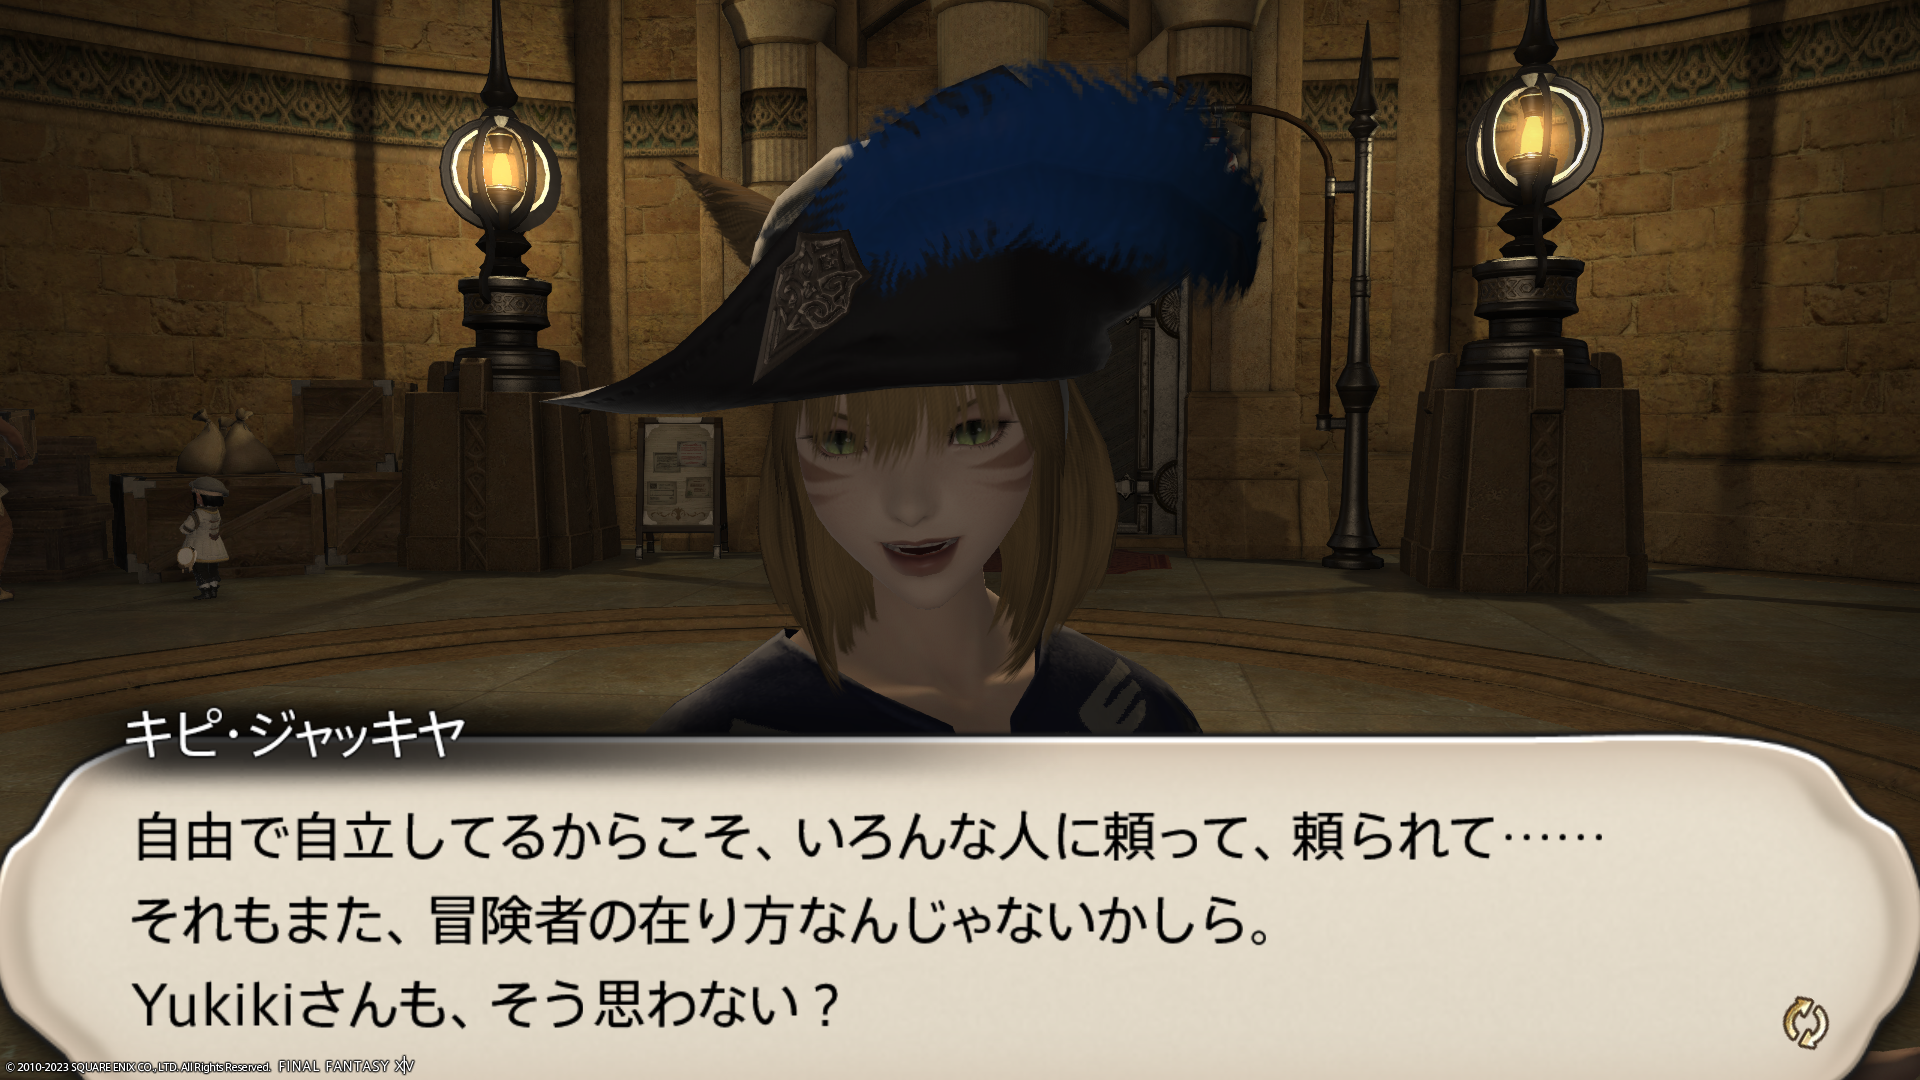 キピ・ジャッキヤ
自由で自立してるからこそ、いろんな人に頼って、頼られて……
それもまた、冒険者の在り方なんじゃないかしら。
Yukikiさんも、そう思わない？
© 2010-2023 SQUARE ENIX CO., LTD. All Rights Reserved. FINAL FANTASY XIV